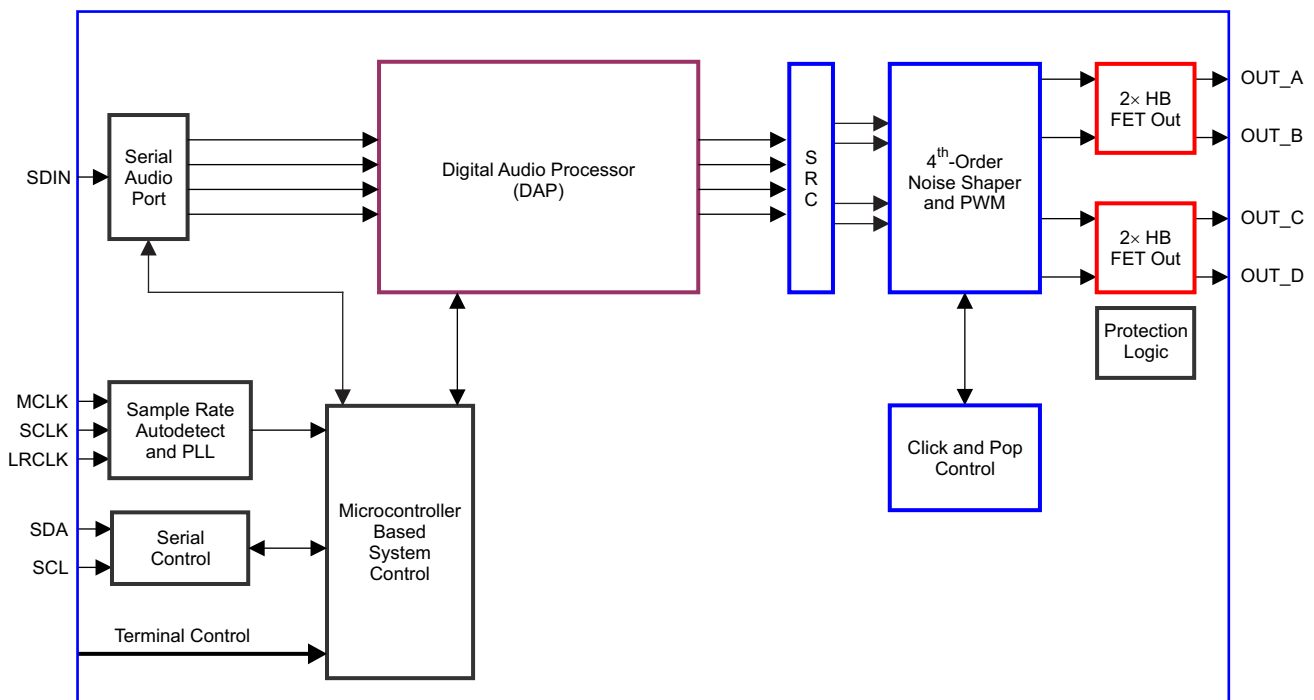 SDIN
Serial
Audio
Port
Digital Audio Processor
(DAP)
S
R
C
4th-Order
Noise Shaper
and PWM
2× HB
FET Out
OUT_A
OUT_B
2× HB
FET Out
OUT_C
OUT_D
Protection
Logic
MCLK
SCLK
LRCLK
Sample Rate
Autodetect
and PLL
SDA
SCL
Serial
Control
Microcontroller
Based
System
Control
Click and Pop
Control
Terminal Control